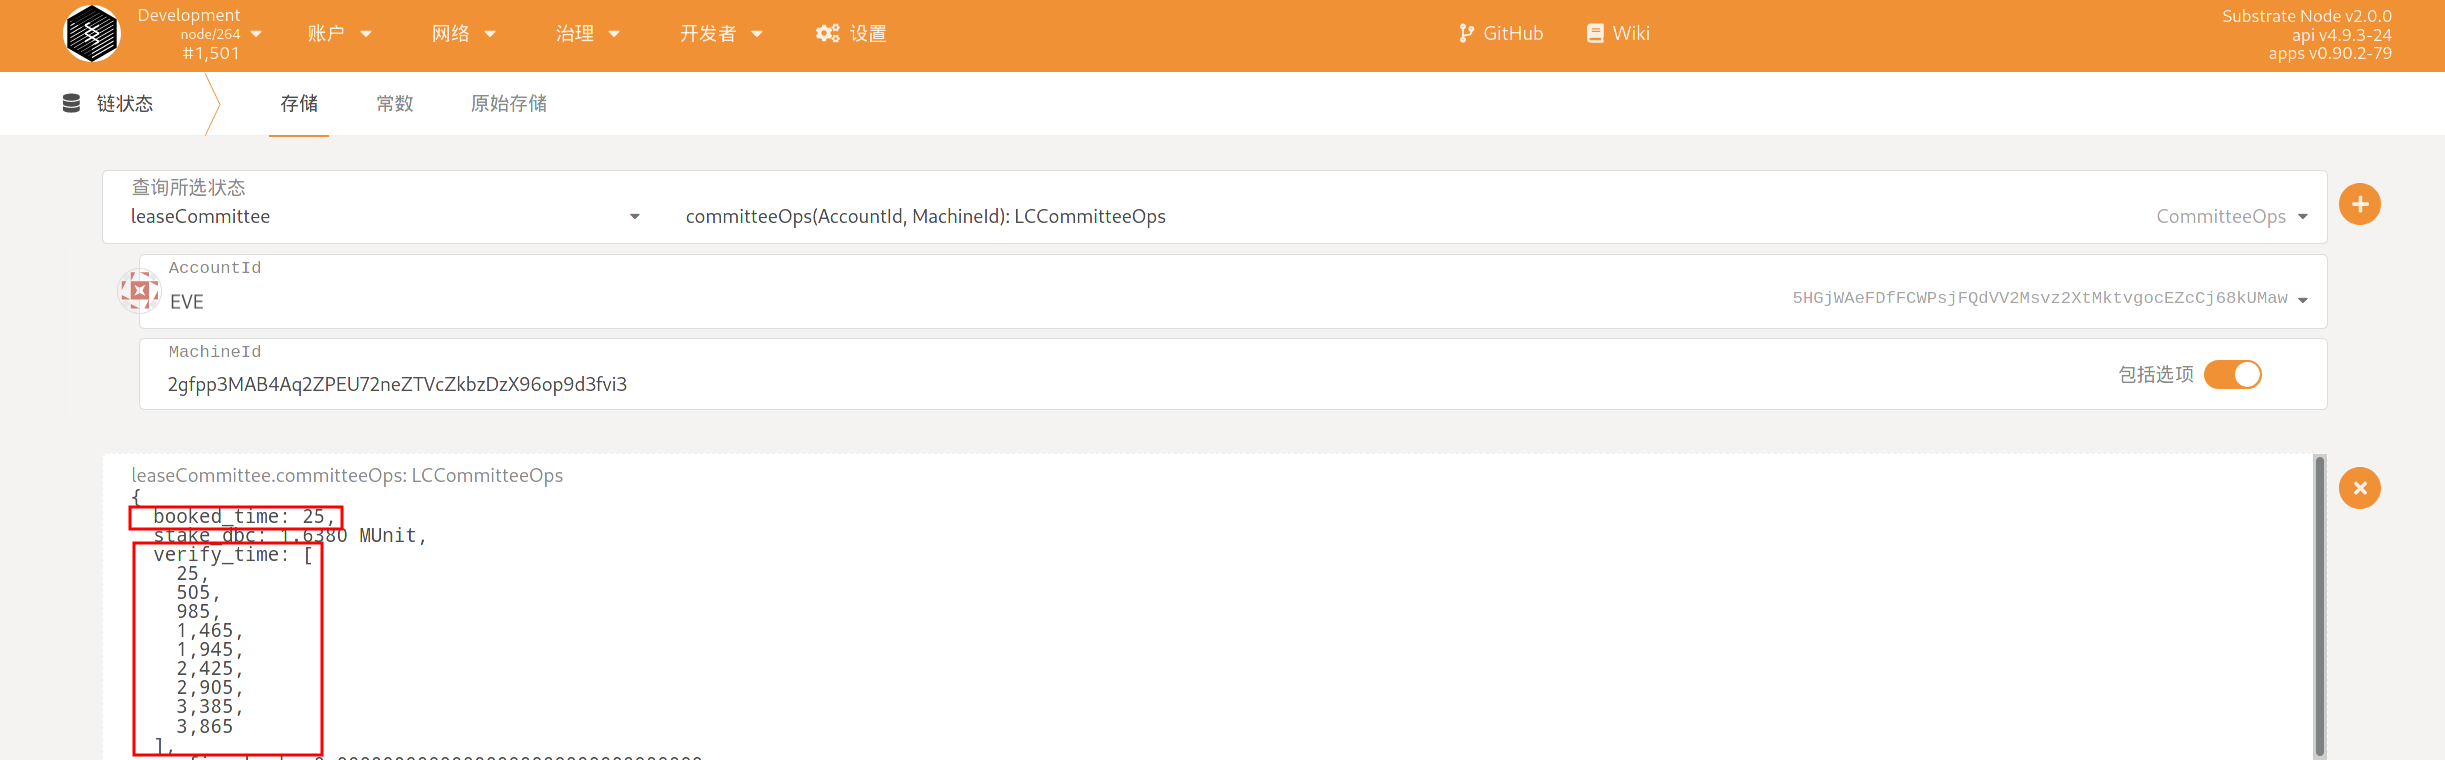 Development
node/264
#1,501
账户
网络
治理
开发者
设置
GitHub
Wiki
Substrate Node v2.0.0
api v4.9.3-24
apps v0.90.2-79
链状态
存储
常数
原始存储
查询所选状态
leaseCommittee
committeeOps(AccountId, MachineId): LCCommitteeOps
CommitteeOps
AccountId
EVE
5HGjWAeFDfFCWPsjFQdVV2Msvz2XtMktvgocEZcCj68kUMaw
MachineId
2gfpp3MAB4Aq2ZPEU72neZTVcZkbzDzX96op9d3fvi3
包括选项
leaseCommittee.committeeOps: LCCommitteeOps
{
booked_time: 25,
stake_dbc: 1.6380 MUnit,
verify_time: [
25,
505,
985,
1,465,
1,945,
2,425,
2,905,
3,385,
3,865
],